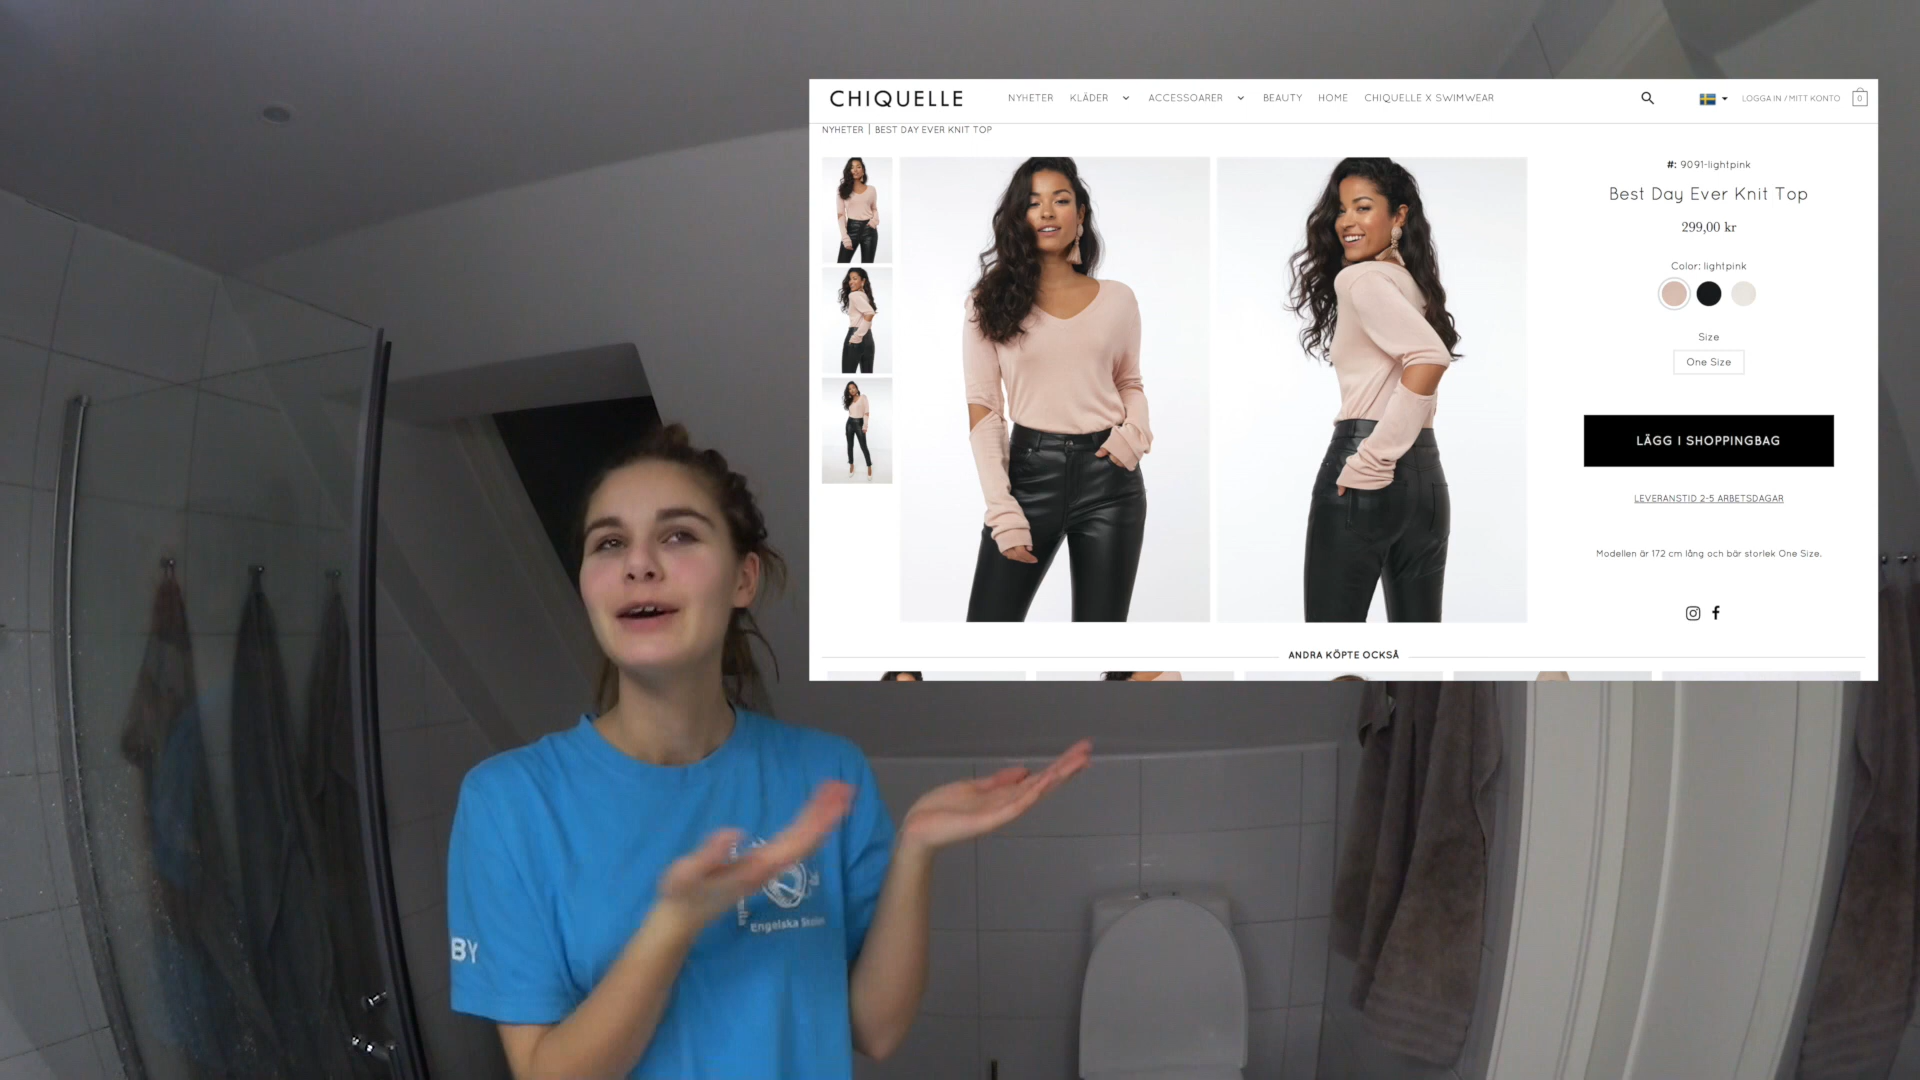 CHIQUELLE
NYHETER KLÄDER ACCESSOARER BEAUTY HOME CHIQUELLE X SWIMWEAR
LOGGA IN / MITT KONTO 0
NYHETER | BEST DAY EVER KNIT TOP
#: 9091-lightpink
Best Day Ever Knit Top
299,00 kr
Color: lightpink
Size
One Size
LÄGG I SHOPPINGBAG
LEVERANSTID 2-5 ARBETSDAGAR
Modellen är 172 cm lång och bär storlek One Size.
ANDRA KÖPTE OCKSÅ
Engelska Skolan
BY